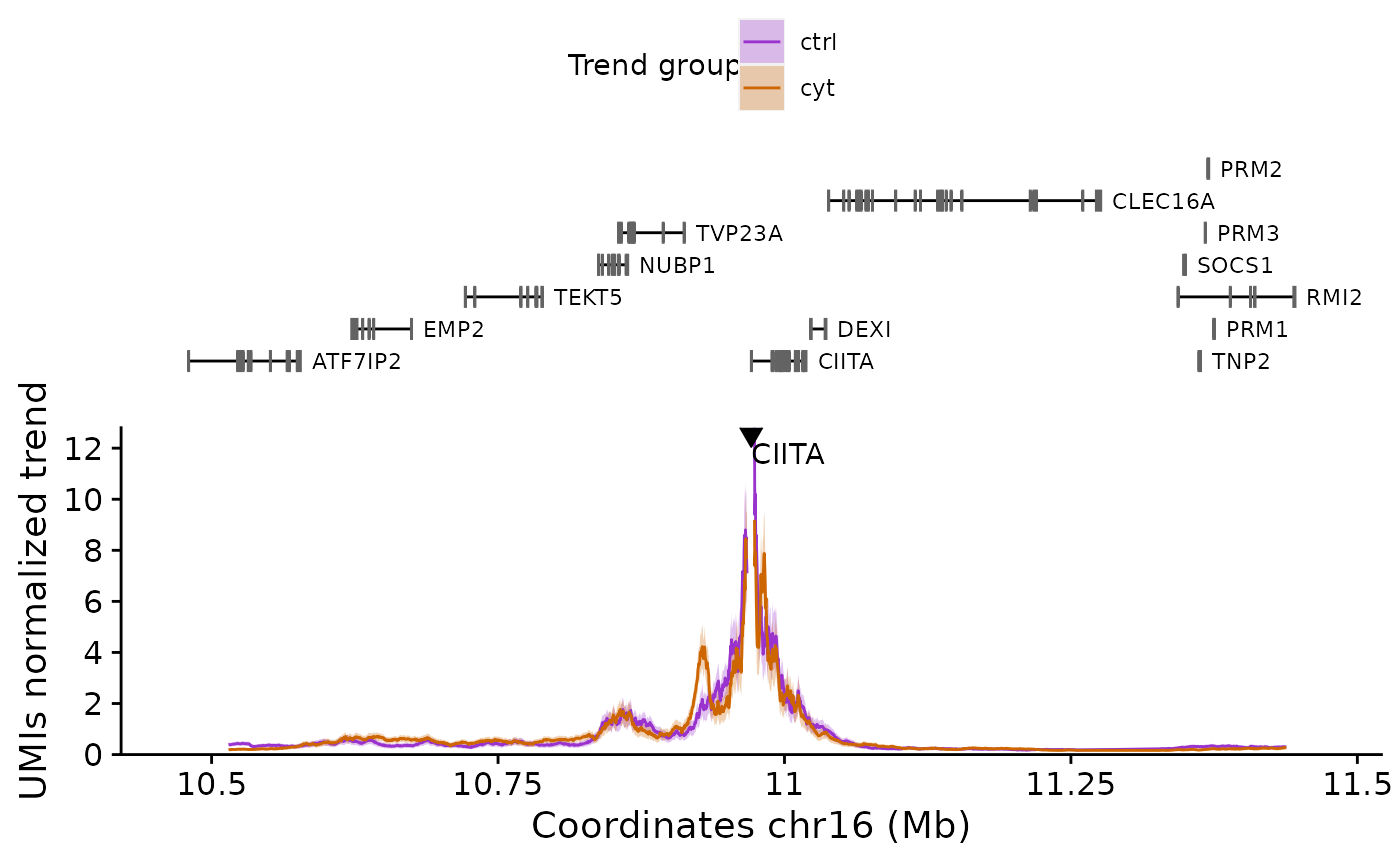 Trend group
ctrl
cyt
PRM2
CLEC16A
TVP23A
PRM3
NUBP1
SOCS1
TEKT5
RMI2
EMP2
DEXI
PRM1
ATF7IP2
CIITA
TNP2
UMIs normalized trend
12
10
8
6
4
2
0
CIITA
10.5
10.75
11
11.25
11.5
Coordinates chr16 (Mb)